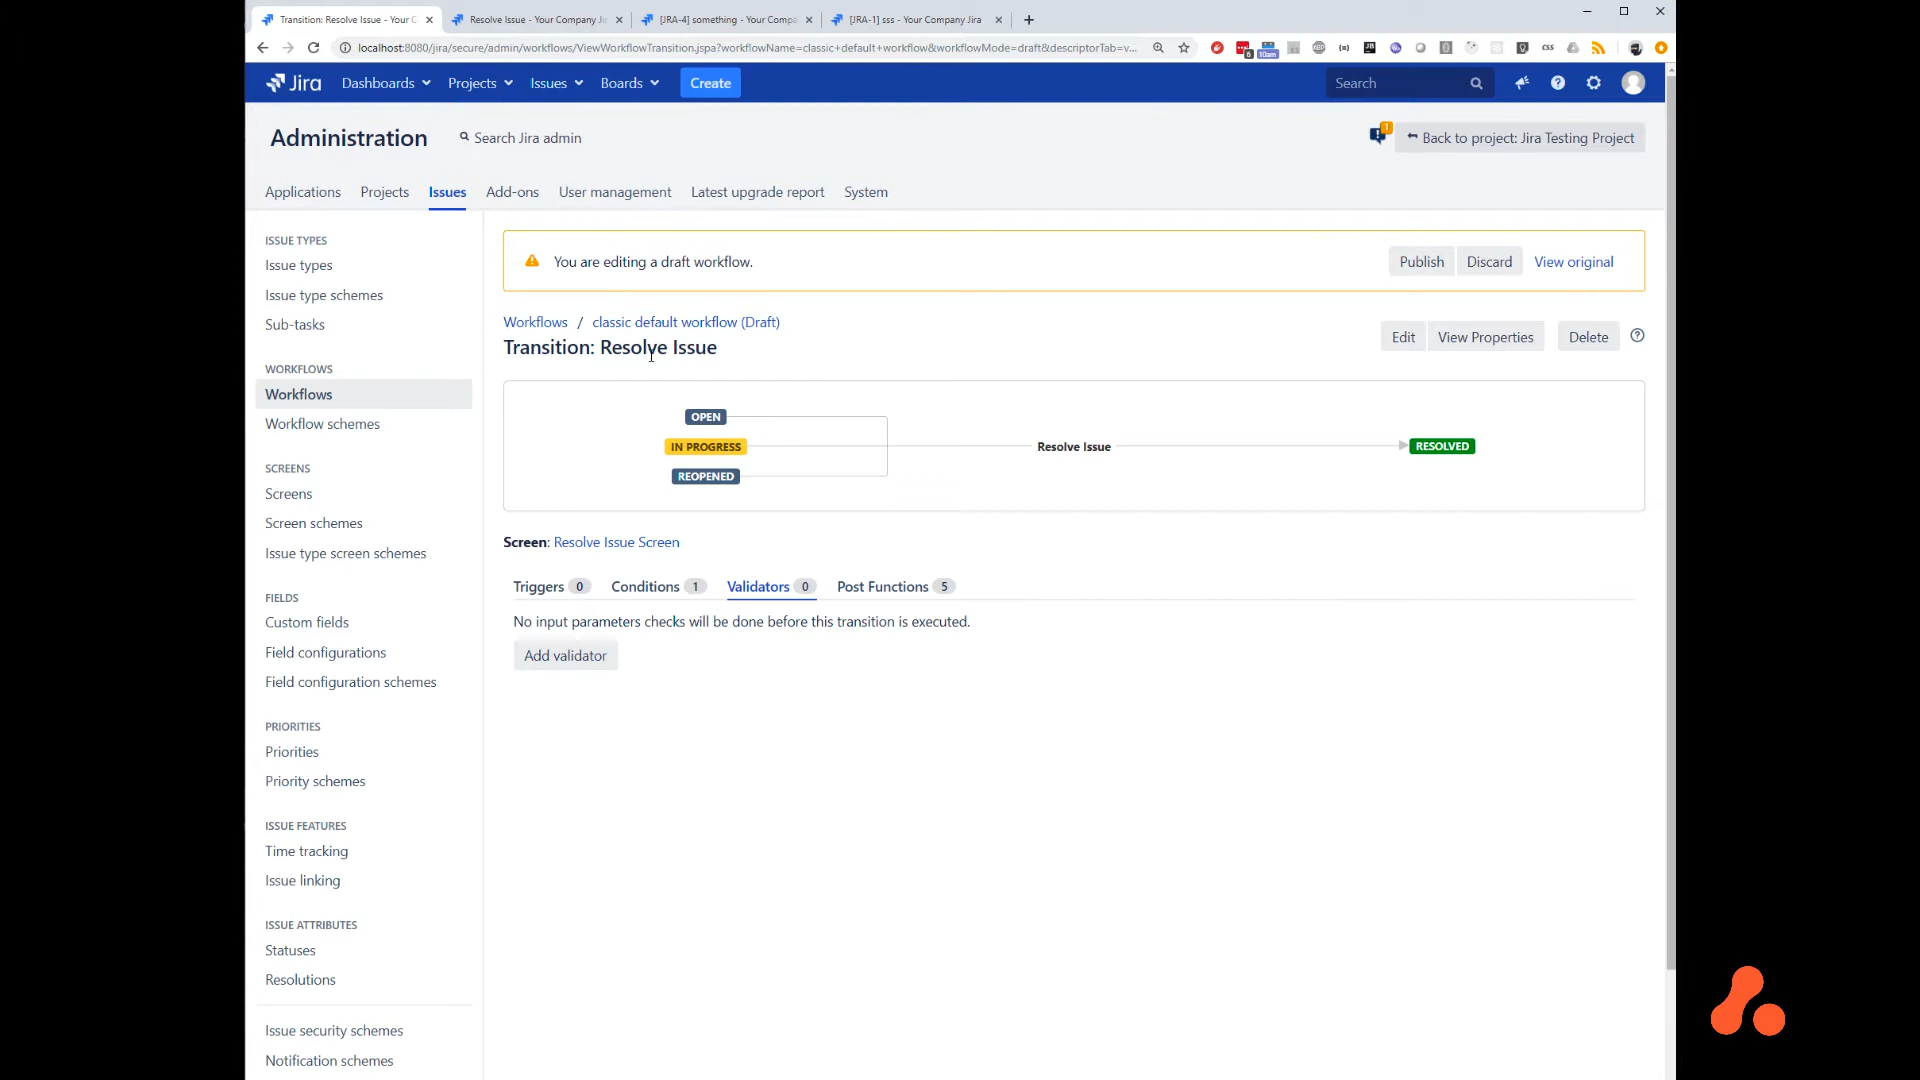 Transition: Resolve Issue - Your C
Resolve Issue - Your Company Jir
[JRA-4] something - Your Compa
[JRA-1] sss - Your Company Jira
localhost:8080/jira/secure/admin/workflows/ViewWorkflowTransition.jspa?workflowName=classic+default+workflow&workflowMode=draft&descriptorTab=v...
6
10am
CSS
Jira
Dashboards
Projects
Issues
Boards
Create
Search
Administration
Search Jira admin
Back to project: Jira Testing Project
Applications
Projects
Issues
Add-ons
User management
Latest upgrade report
System
ISSUE TYPES
Issue types
Issue type schemes
Sub-tasks
WORKFLOWS
Workflows
Workflow schemes
SCREENS
Screens
Screen schemes
Issue type screen schemes
FIELDS
Custom fields
Field configurations
Field configuration schemes
PRIORITIES
Priorities
Priority schemes
ISSUE FEATURES
Time tracking
Issue linking
ISSUE ATTRIBUTES
Statuses
Resolutions
Issue security schemes
Notification schemes
You are editing a draft workflow.
Publish
Discard
View original
Workflows / classic default workflow (Draft)
Transition: Resolve Issue
Edit
View Properties
Delete
OPEN
IN PROGRESS
REOPENED
Resolve Issue
RESOLVED
Screen: Resolve Issue Screen
Triggers 0
Conditions 1
Validators 0
Post Functions 5
No input parameters checks will be done before this transition is executed.
Add validator